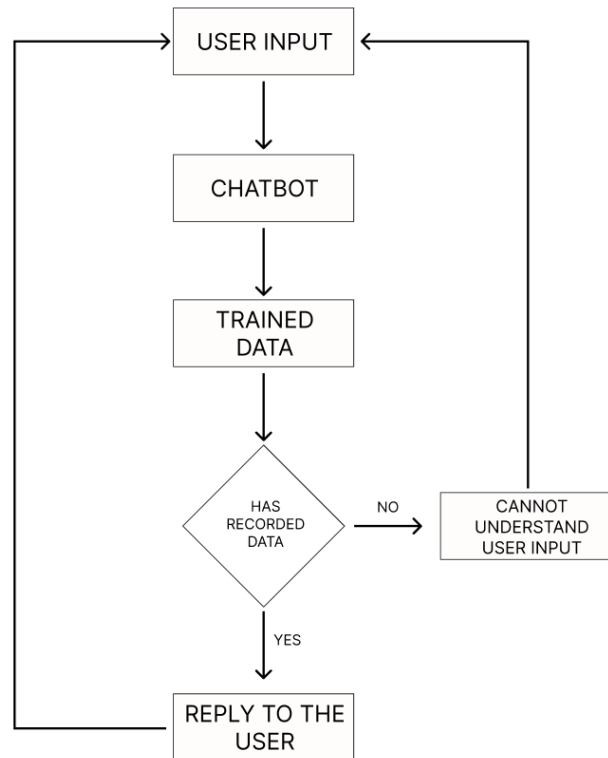 USER INPUT
CHATBOT
TRAINED
DATA
HAS
RECORDED
DATA
NO
CANNOT
UNDERSTAND
USER INPUT
YES
REPLY TO THE
USER